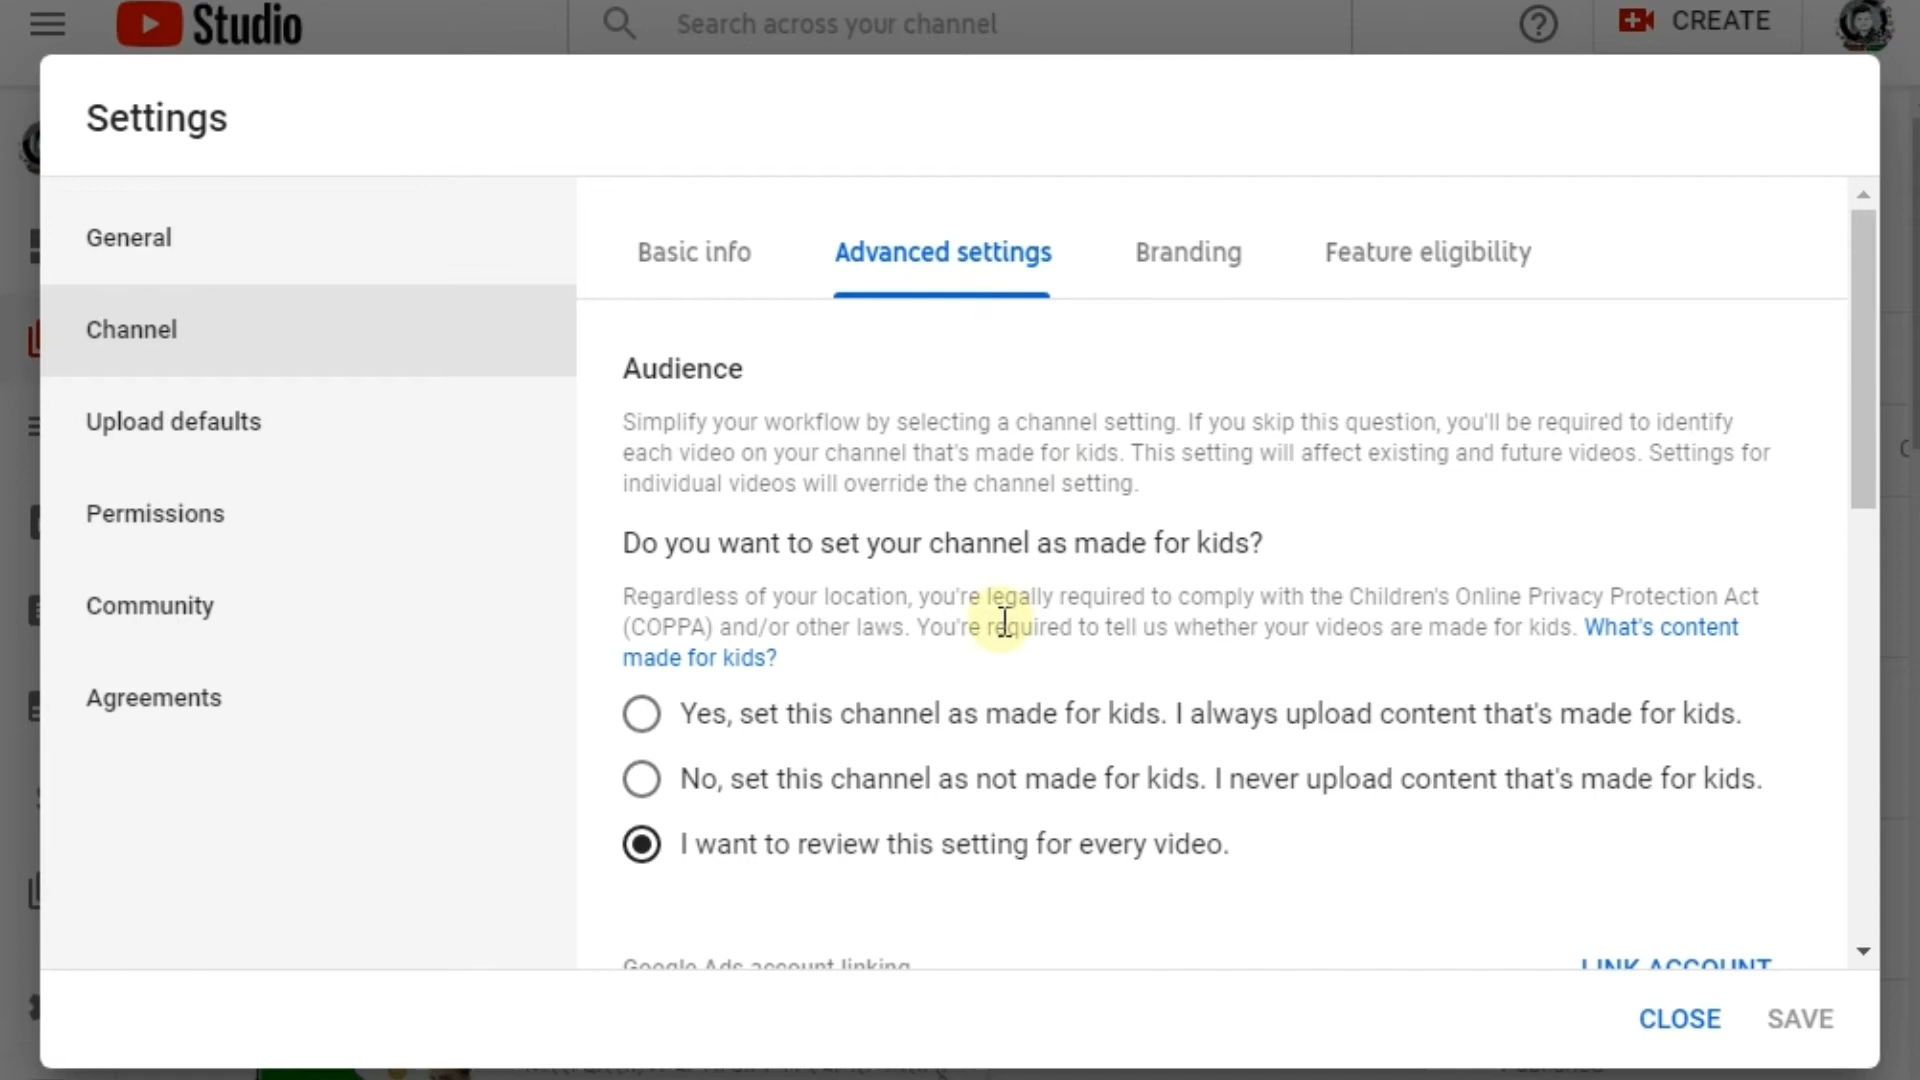 Studio
Search across your channel
CREATE
Settings
General
Channel
Upload defaults
Permissions
Community
Agreements
Basic info
Advanced settings
Branding
Feature eligibility
Audience
Simplify your workflow by selecting a channel setting. If you skip this question, you'll be required to identify
each video on your channel that's made for kids. This setting will affect existing and future videos. Settings for
individual videos will override the channel setting.
Do you want to set your channel as made for kids?
Regardless of your location, you're legally required to comply with the Children's Online Privacy Protection Act
(COPPA) and/or other laws. You're required to tell us whether your videos are made for kids. What's content
made for kids?
Yes, set this channel as made for kids. I always upload content that's made for kids.
No, set this channel as not made for kids. I never upload content that's made for kids.
I want to review this setting for every video.
Google Ads account linking
LINK ACCOUNT
CLOSE
SAVE